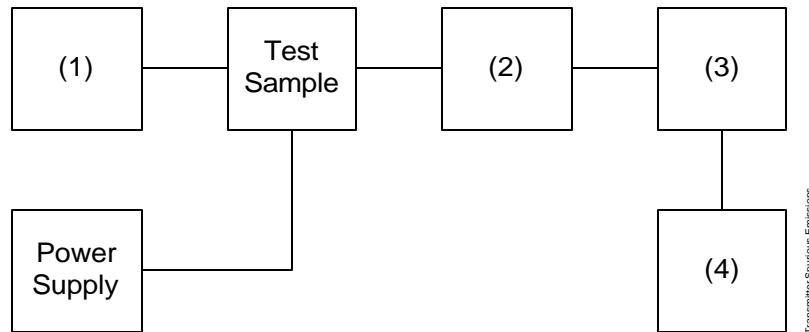 (1)
Test
Sample
(2)
(3)
Power
Supply
(4)
Transmitter Spurious Emissions